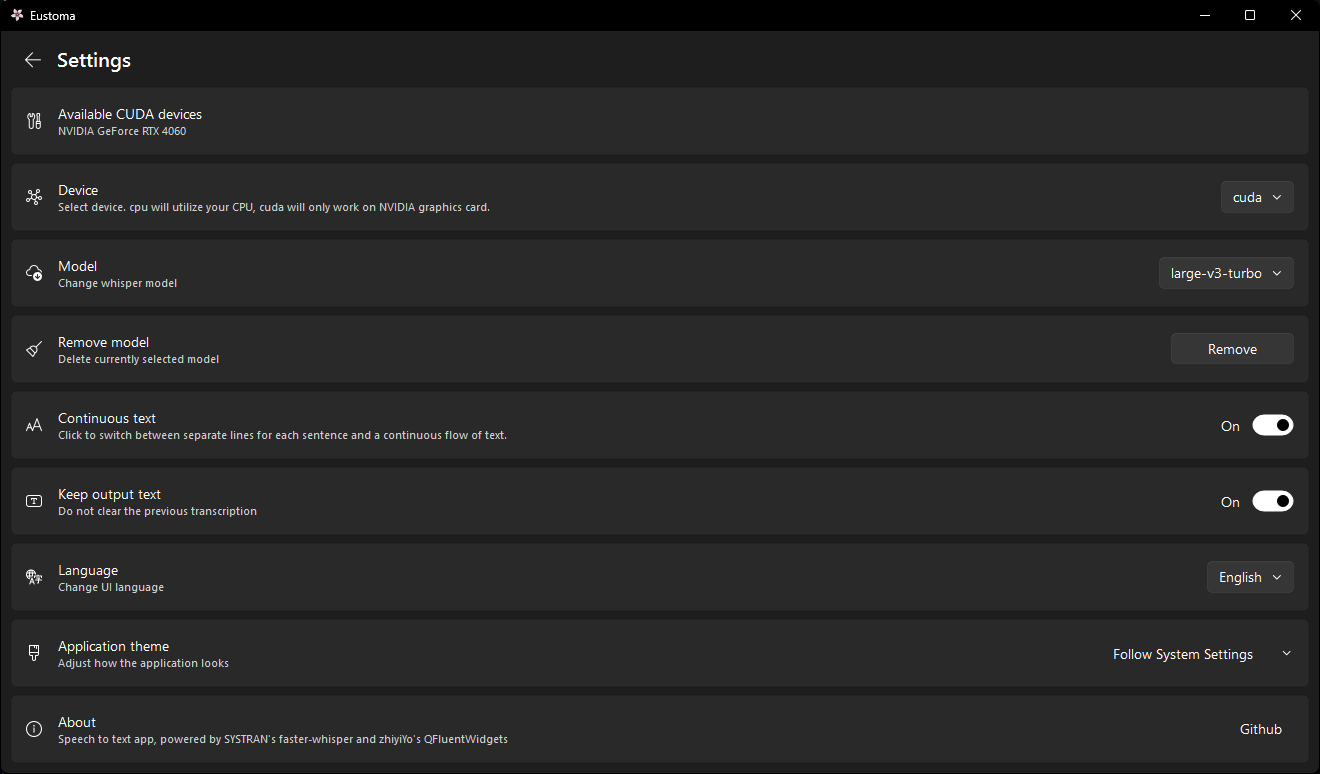 Eustoma
Settings
Available CUDA devices
NVIDIA GeForce RTX 4060
Device
Select device. cpu will utilize your CPU, cuda will only work on NVIDIA graphics card.
cuda
Model
Change whisper model
large-v3-turbo
Remove model
Delete currently selected model
Remove
Continuous text
Click to switch between separate lines for each sentence and a continuous flow of text.
On
Keep output text
Do not clear the previous transcription
On
Language
Change UI language
English
Application theme
Adjust how the application looks
Follow System Settings
About
Speech to text app, powered by SYSTRAN's faster-whisper and zhiyiYo's QFluentWidgets
Github